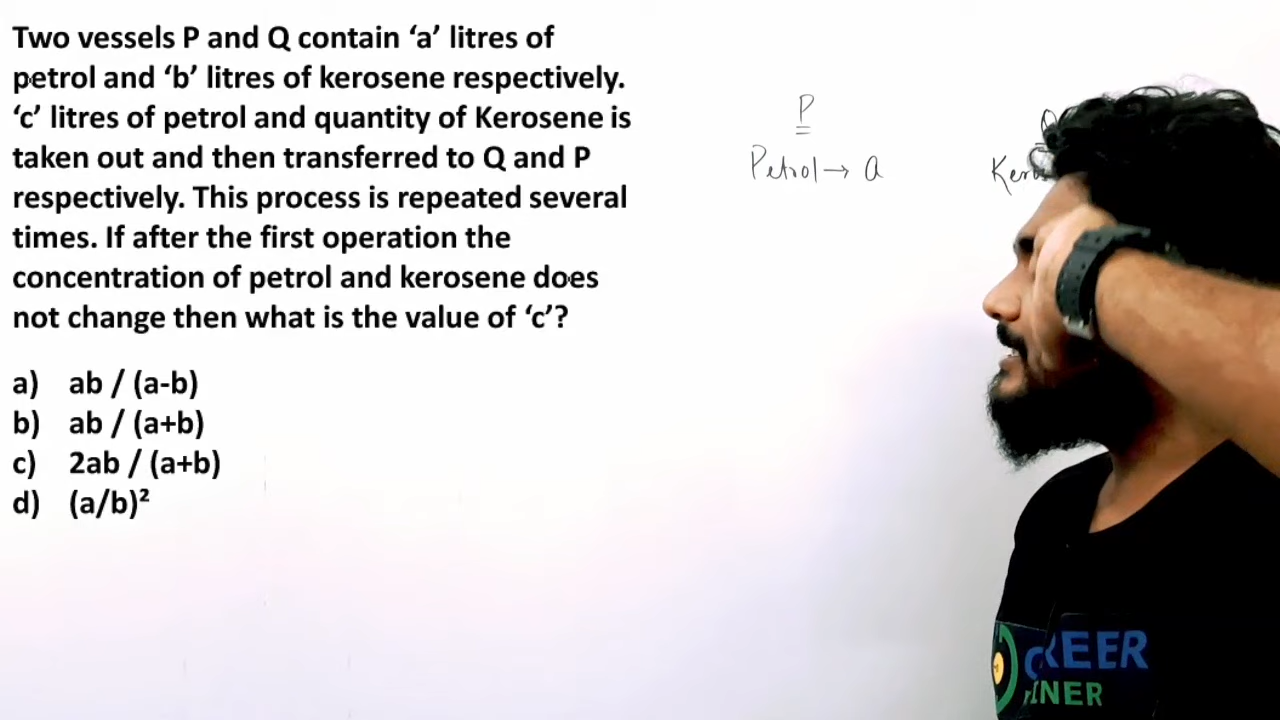 Two vessels P and Q contain ‘a’ litres of
petrol and ‘b’ litres of kerosene respectively.
‘c’ litres of petrol and quantity of Kerosene is
taken out and then transferred to Q and P
respectively. This process is repeated several
times. If after the first operation the
concentration of petrol and kerosene does
not change then what is the value of ‘c’?
a) ab / (a-b)
b) ab / (a+b)
c) 2ab / (a+b)
d) (a/b)²
P
Petrol → a